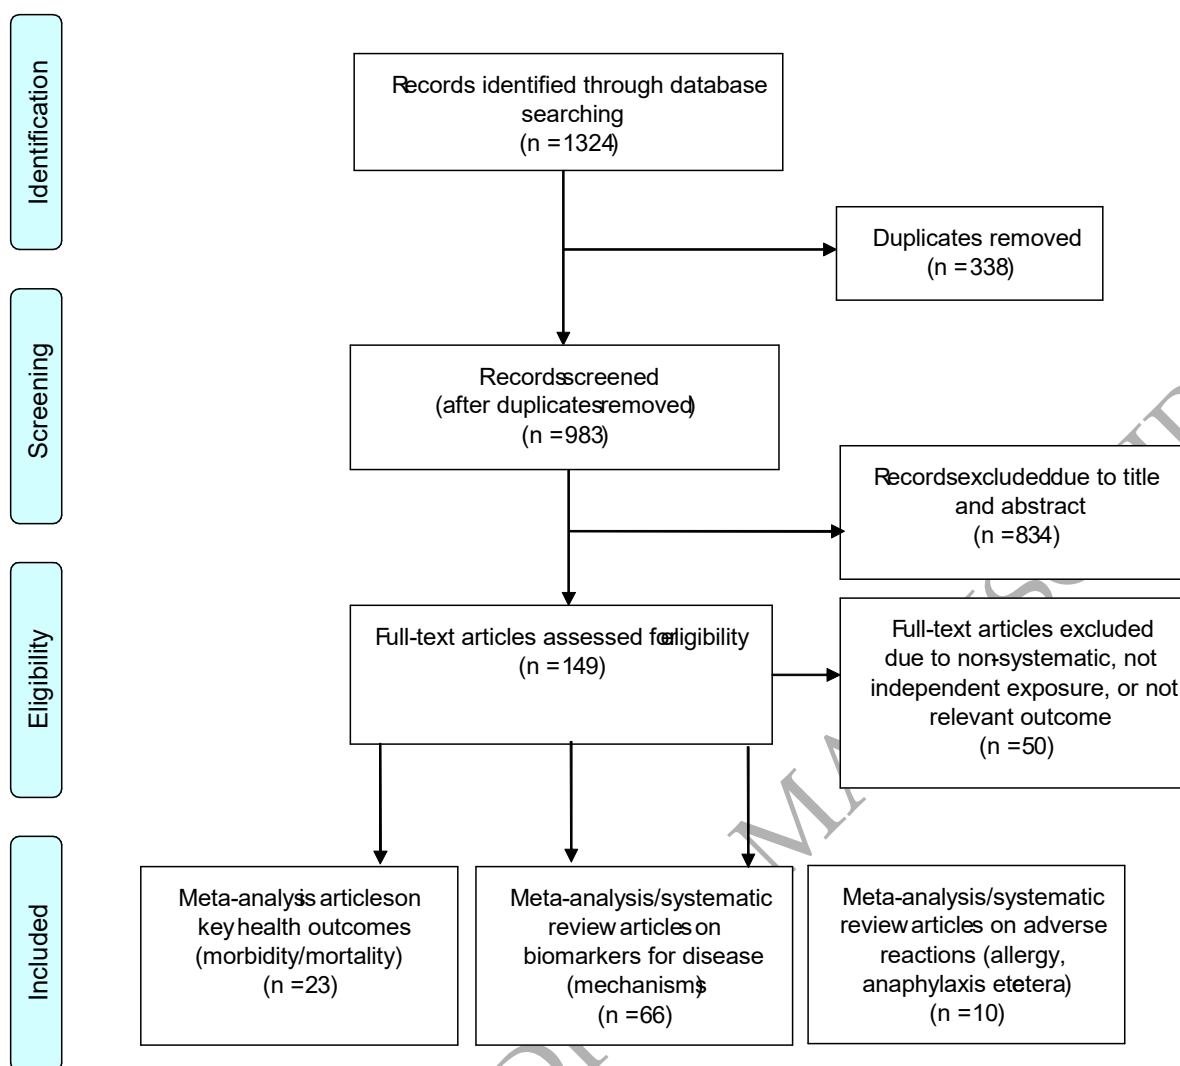 Identification
Records identified through database
searching
(n = 1324)
Duplicates removed
(n = 338)
Screening
Records screened
(after duplicates removed)
(n = 983)
Records excluded due to title
and abstract
(n = 834)
Eligibility
Full-text articles assessed for eligibility
(n = 149)
Full-text articles excluded
due to non-systematic, not
independent exposure, or not
relevant outcome
(n = 50)
Included
Meta-analysis articles on
key health outcomes
(morbidity/mortality)
(n = 23)
Meta-analysis/systematic
review articles on
biomarkers for disease
(mechanisms)
(n = 66)
Meta-analysis/systematic
review articles on adverse
reactions (allergy,
anaphylaxis etetera)
(n = 10)